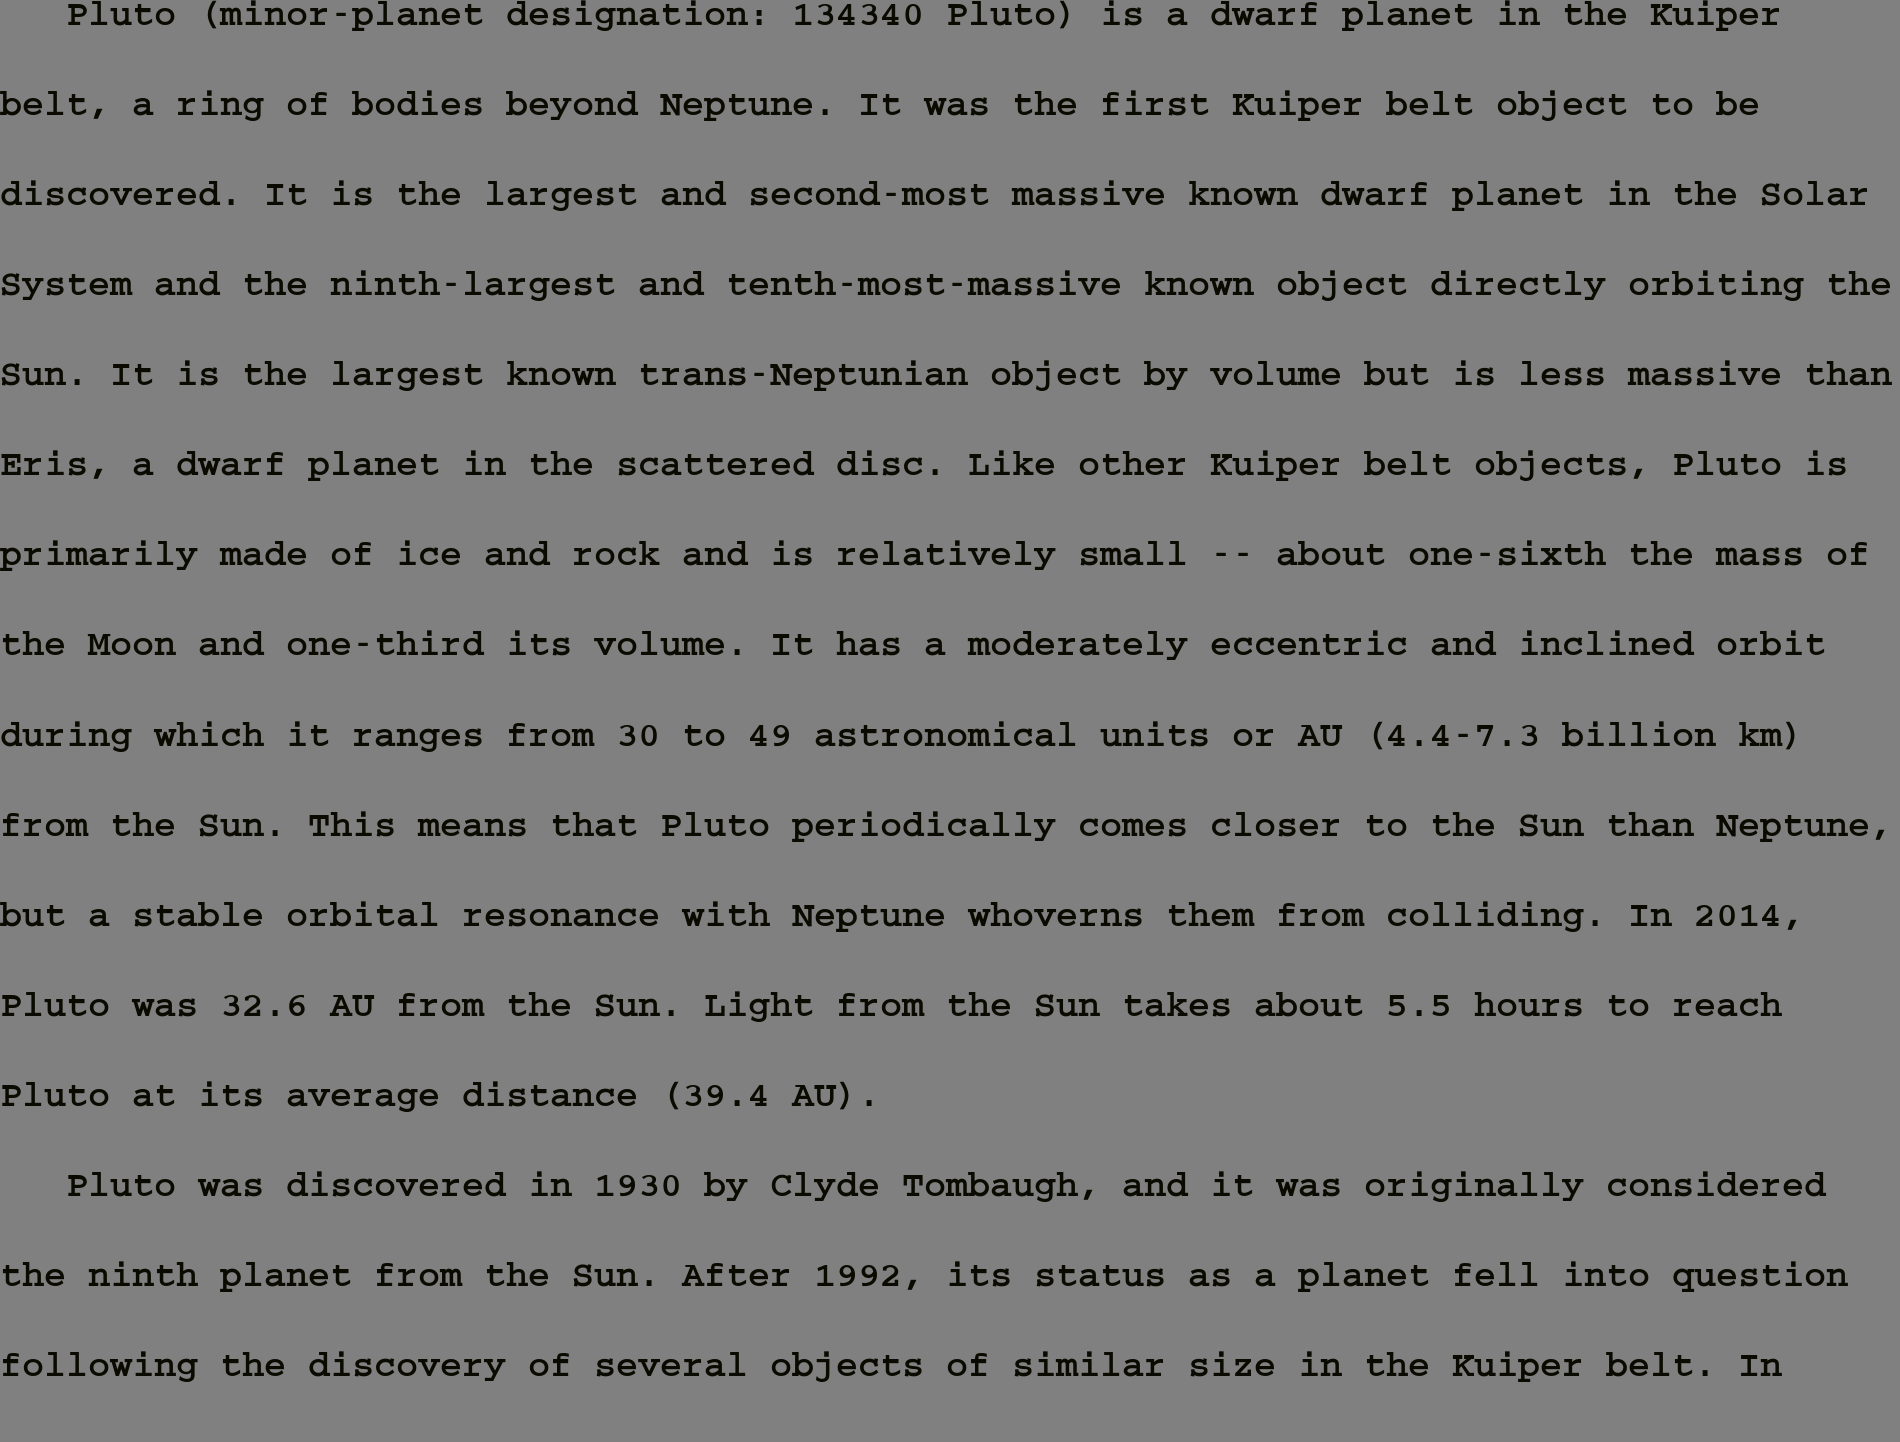 Pluto (minor-planet designation: 134340 Pluto) is a dwarf planet in the Kuiper
belt, a ring of bodies beyond Neptune. It was the first Kuiper belt object to be
discovered. It is the largest and second-most massive known dwarf planet in the Solar
System and the ninth-largest and tenth-most-massive known object directly orbiting the
Sun. It is the largest known trans-Neptunian object by volume but is less massive than
Eris, a dwarf planet in the scattered disc. Like other Kuiper belt objects, Pluto is
primarily made of ice and rock and is relatively small -- about one-sixth the mass of
the Moon and one-third its volume. It has a moderately eccentric and inclined orbit
during which it ranges from 30 to 49 astronomical units or AU (4.4-7.3 billion km)
from the Sun. This means that Pluto periodically comes closer to the Sun than Neptune,
but a stable orbital resonance with Neptune whoverns them from colliding. In 2014,
Pluto was 32.6 AU from the Sun. Light from the Sun takes about 5.5 hours to reach
Pluto at its average distance (39.4 AU).
Pluto was discovered in 1930 by Clyde Tombaugh, and it was originally considered
the ninth planet from the Sun. After 1992, its status as a planet fell into question
following the discovery of several objects of similar size in the Kuiper belt. In